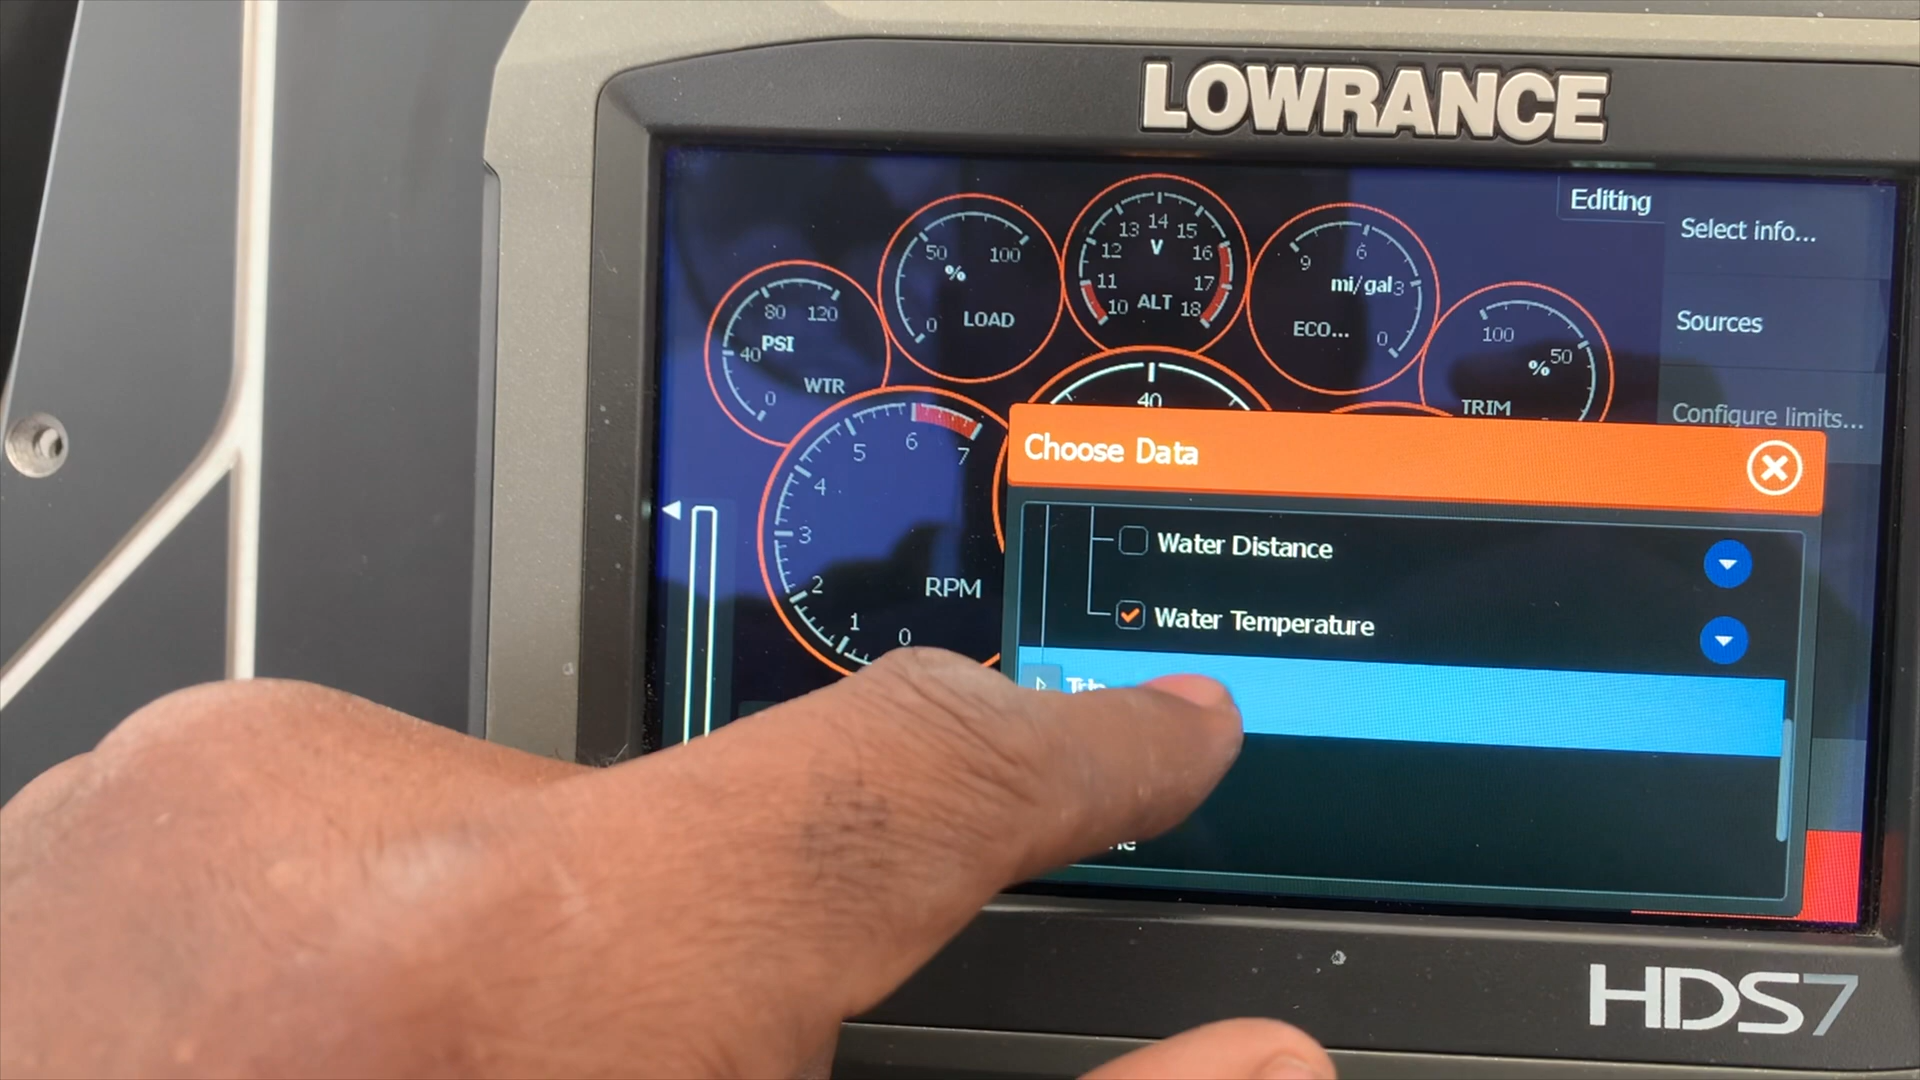 LOWRANCE
Editing
Select info...
Sources
Configure limits...
80 120
PSI
40
WTR
0
50 100
%
LOAD
0
13 14 15
12 V 16
11 17
10 ALT 18
9 6
mi/gal 3
ECO... 0
100
% 50
TRIM
40
5 6 7
4
3
2
1 0
RPM
Choose Data
Water Distance
Water Temperature
HDS7